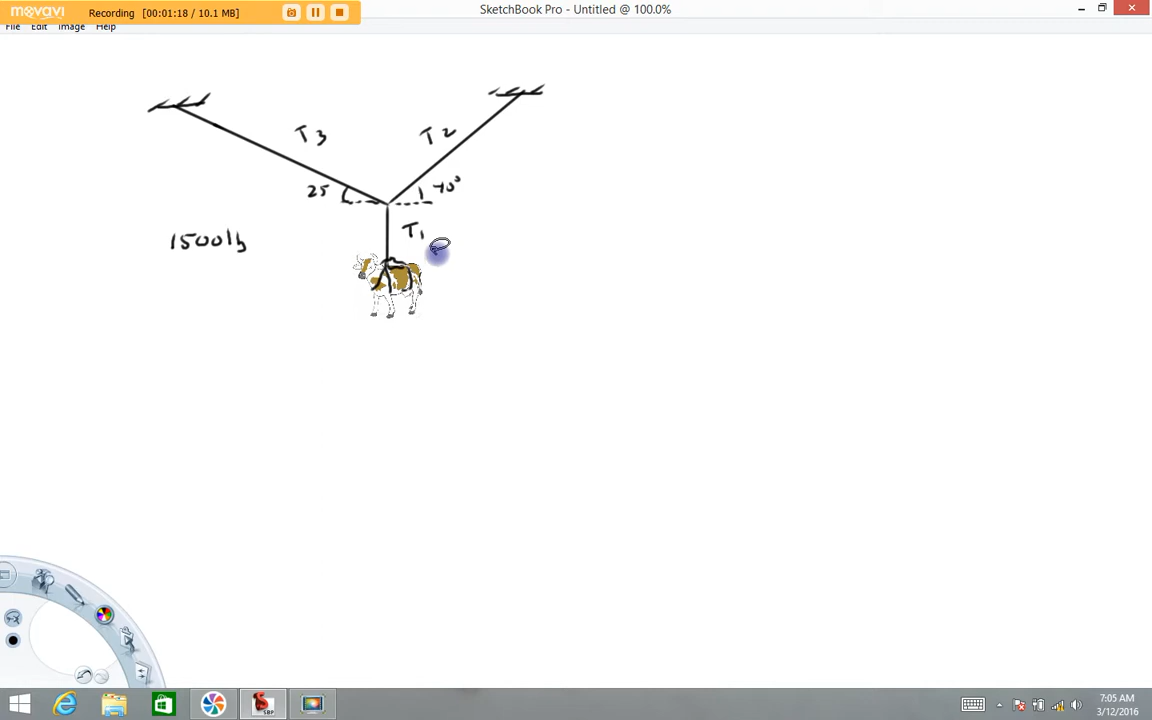 movavi Recording [00:01:18 / 10.1 MB]
SketchBook Pro - Untitled @ 100.0%
File Edit Image Help
T3
T2
25
40°
T1
1500lb
SBP
7:05 AM
3/12/2016